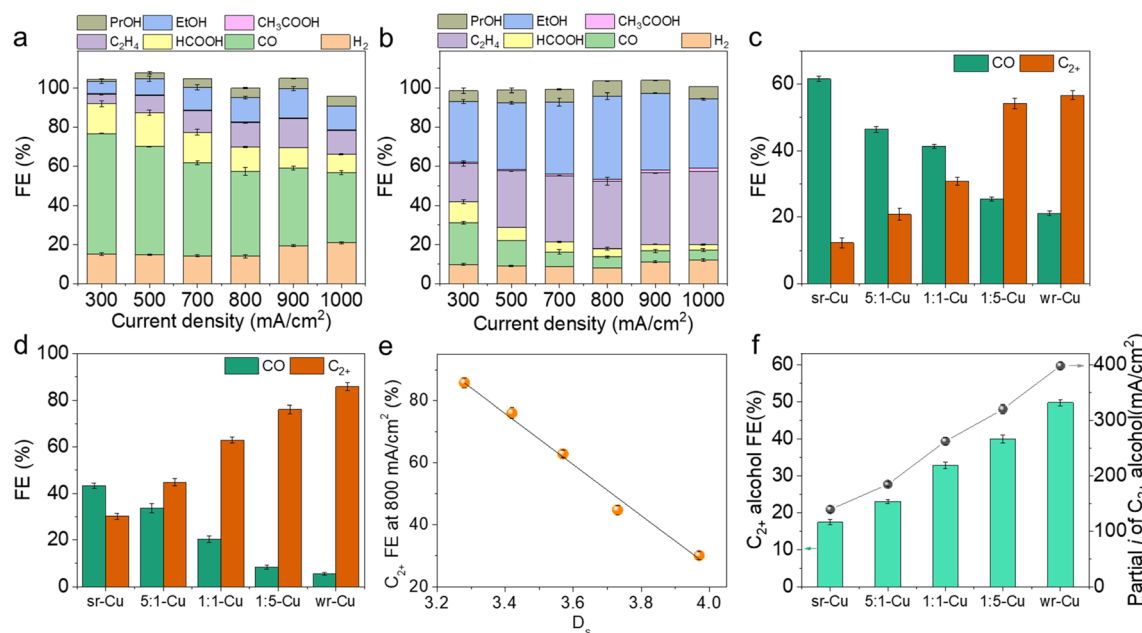 a
PrOH EtOH CH₃COOH
C₂H₄ HCOOH CO H₂
FE (%)
100
80
60
40
20
0
300 500 700 800 900 1000
Current density (mA/cm²)
b
PrOH EtOH CH₃COOH
C₂H₄ HCOOH CO H₂
FE (%)
100
80
60
40
20
0
300 500 700 800 900 1000
Current density (mA/cm²)
c
CO C₂₊
FE (%)
60
40
20
0
sr-Cu 5:1-Cu 1:1-Cu 1:5-Cu wr-Cu
d
CO C₂₊
FE (%)
100
80
60
40
20
0
sr-Cu 5:1-Cu 1:1-Cu 1:5-Cu wr-Cu
e
C₂₊ FE at 800 mA/cm² (%)
80
60
40
20
3.2 3.4 3.6 3.8 4.0
Dₛ
f
C₂₊ alcohol FE(%)
60
50
40
30
20
10
0
400
300
200
100
0
Partial j of C₂₊ alcohol(mA/cm²)
sr-Cu 5:1-Cu 1:1-Cu 1:5-Cu wr-Cu